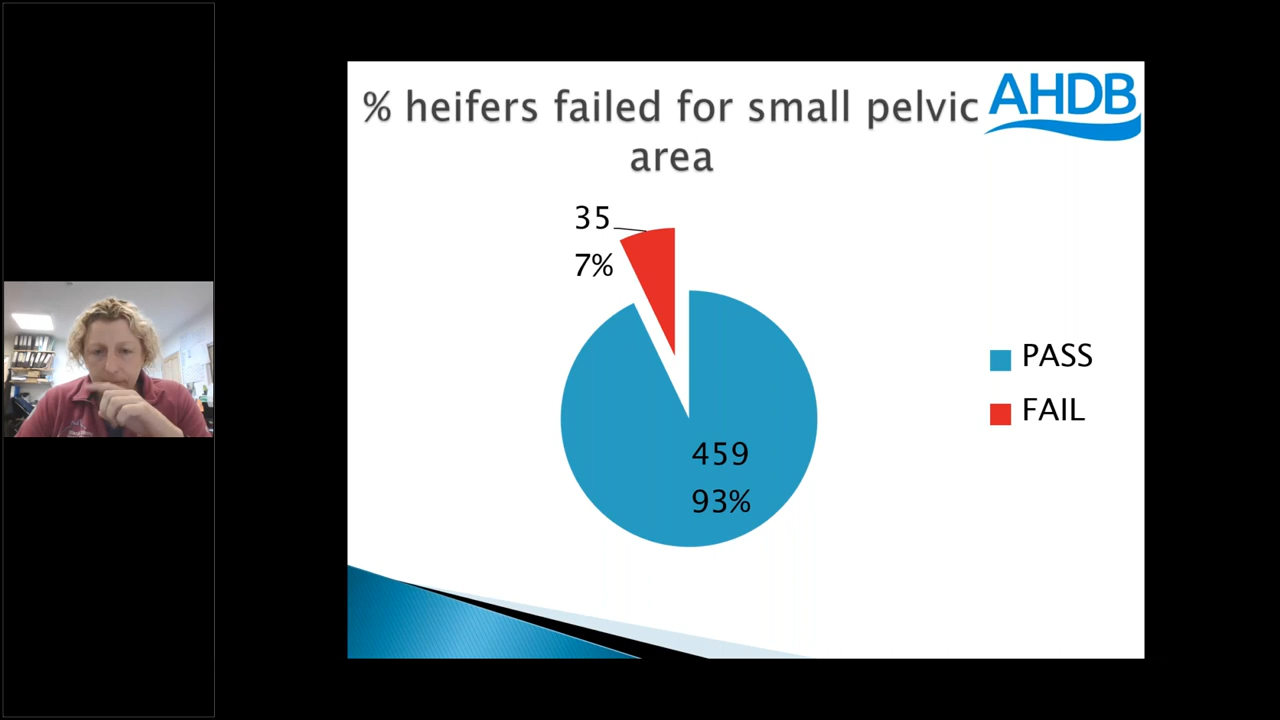 % heifers failed for small pelvic
area
AHDB
35
7%
459
93%
PASS
FAIL